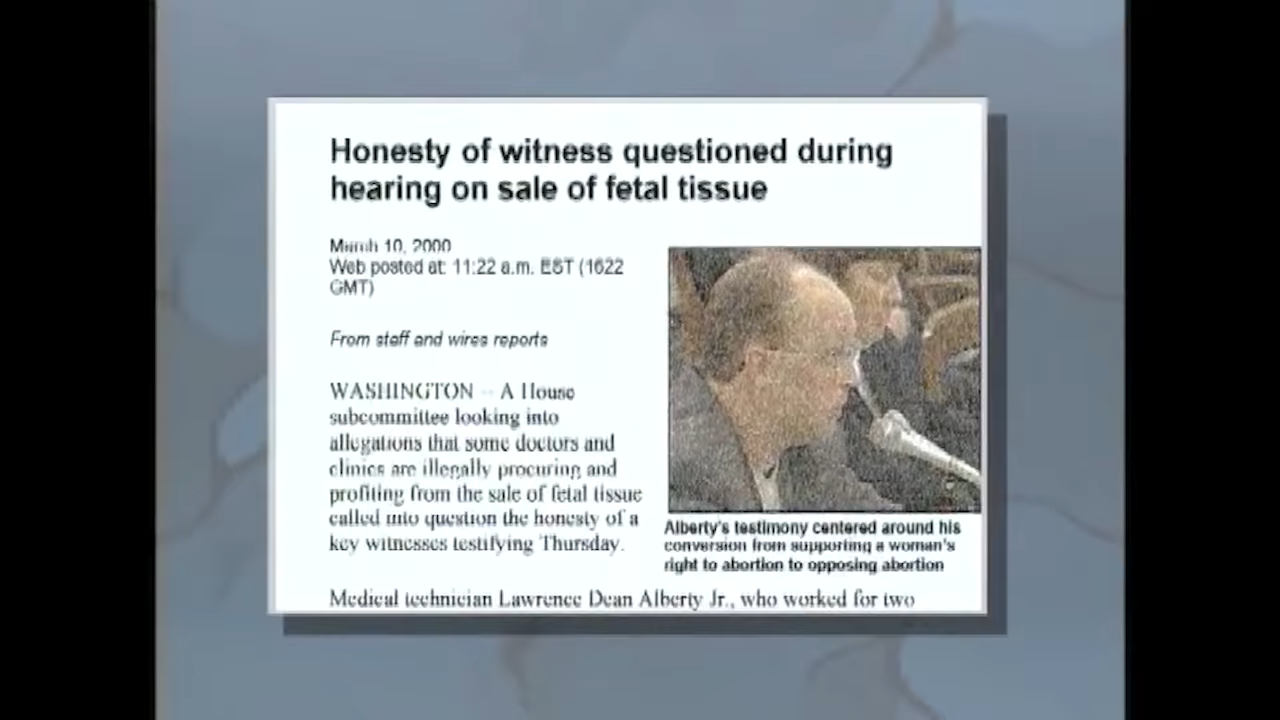 Honesty of witness questioned during
hearing on sale of fetal tissue
March 10, 2000
Web posted at: 11:22 a.m. EST (1622
GMT)
From staff and wires reports
WASHINGTON -- A House
subcommittee looking into
allegations that some doctors and
clinics are illegally procuring and
profiting from the sale of fetal tissue
called into question the honesty of a
key witnesses testifying Thursday.
Alberty's testimony centered around his
conversion from supporting a woman's
right to abortion to opposing abortion
Medical technician Lawrence Dean Alberty Jr., who worked for two